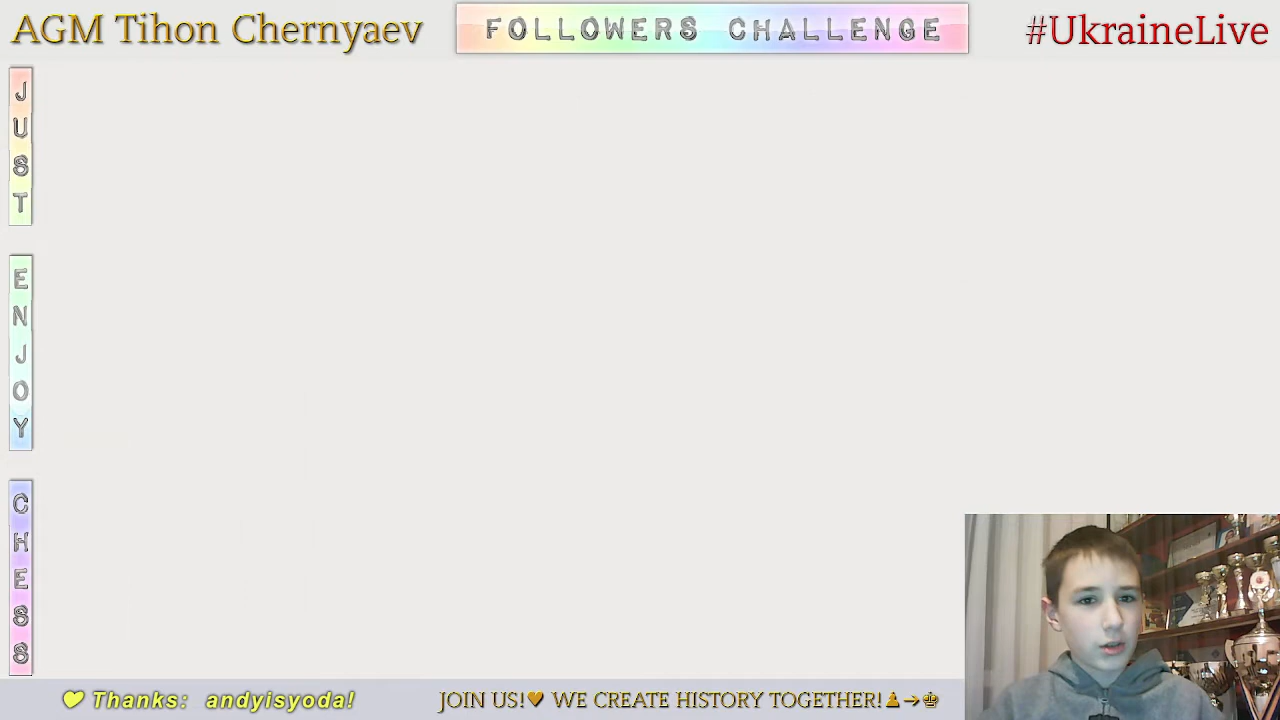 AGM Tihon Chernyaev
FOLLOWERS CHALLENGE
#UkraineLive
JUST
ENJOY
CHESS
💛 Thanks: andyisyoda!
JOIN US!🧡 WE CREATE HISTORY TOGETHER!♟→♚